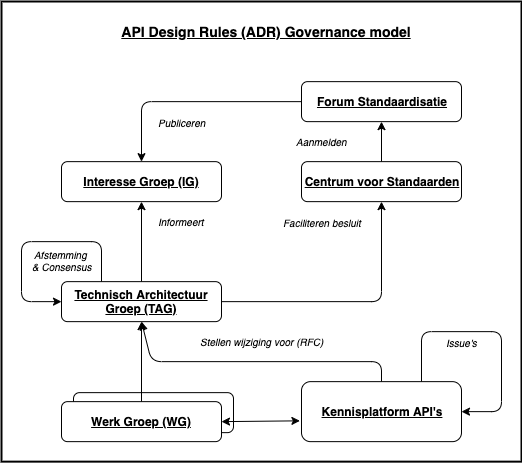 API Design Rules (ADR) Governance model
Forum Standaardisatie
Publiceren
Aanmelden
Interesse Groep (IG)
Centrum voor Standaarden
Informeert
Faciliteren besluit
Afstemming
& Consensus
Technisch Architectuur
Groep (TAG)
Stellen wijziging voor (RFC)
Issue's
Werk Groep (WG)
Kennisplatform API's